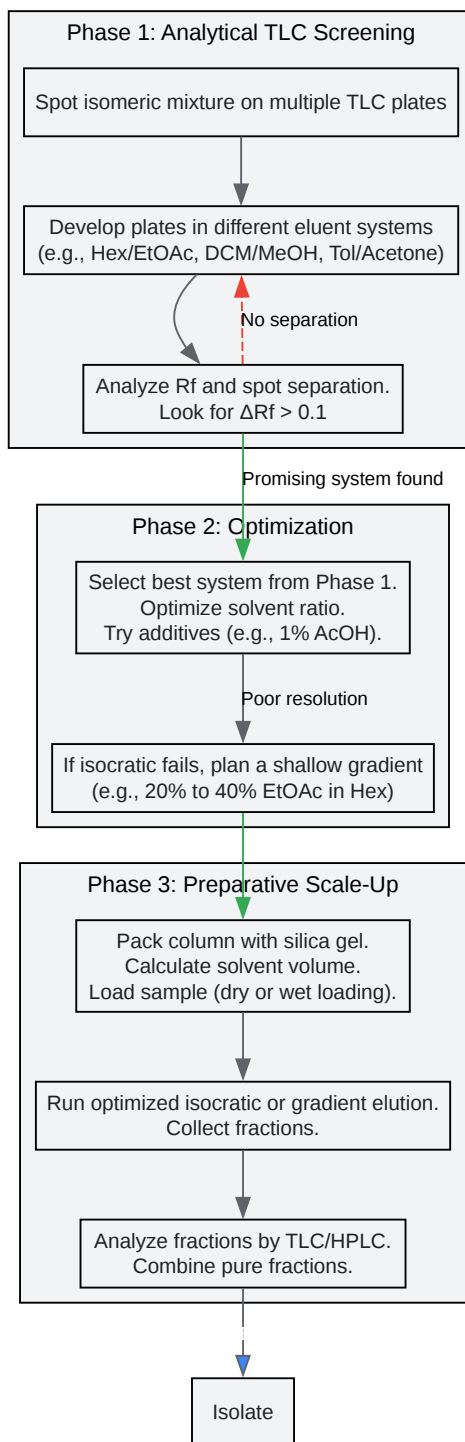 Phase 1: Analytical TLC Screening
Spot isomeric mixture on multiple TLC plates
Develop plates in different eluent systems
(e.g., Hex/EtOAc, DCM/MeOH, Tol/Acetone)
No separation
Analyze Rf and spot separation.
Look for ΔRf > 0.1
Promising system found
Phase 2: Optimization
Select best system from Phase 1.
Optimize solvent ratio.
Try additives (e.g., 1% AcOH).
Poor resolution
If isocratic fails, plan a shallow gradient
(e.g., 20% to 40% EtOAc in Hex)
Phase 3: Preparative Scale-Up
Pack column with silica gel.
Calculate solvent volume.
Load sample (dry or wet loading).
Run optimized isocratic or gradient elution.
Collect fractions.
Analyze fractions by TLC/HPLC.
Combine pure fractions.
Isolate